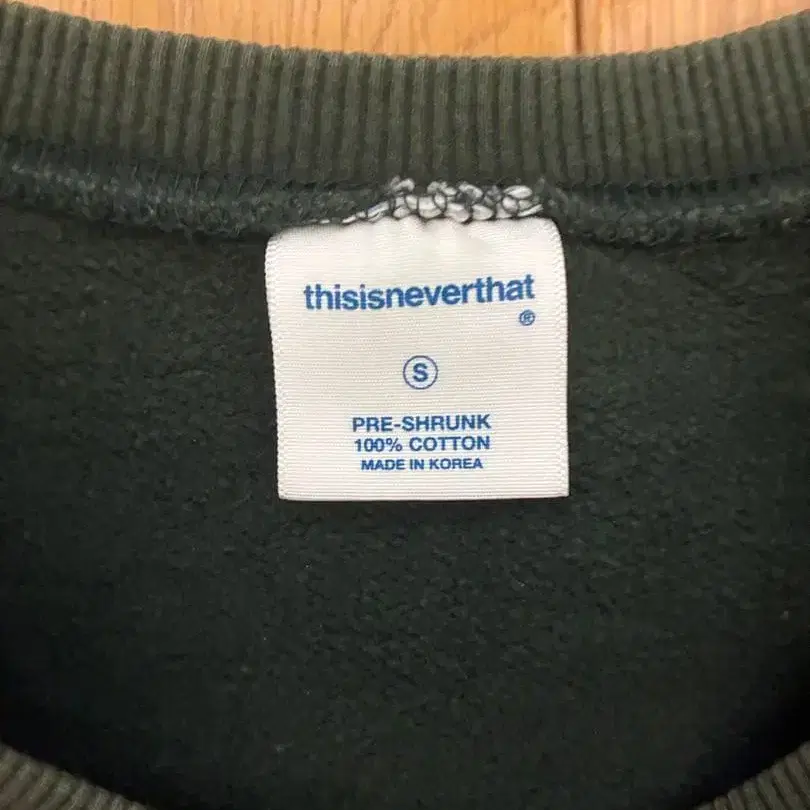 thisisneverthat
®
S
PRE-SHRUNK
100% COTTON
MADE IN KOREA